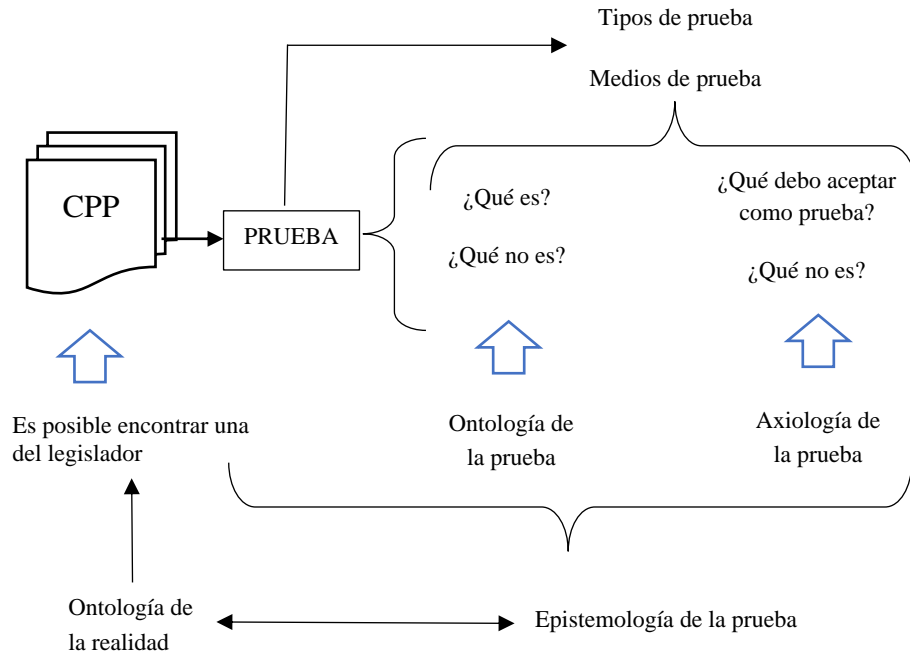 Tipos de prueba
Medios de prueba
CPP
PRUEBA
¿Qué es?
¿Qué no es?
¿Qué debo aceptar
como prueba?
¿Qué no es?
Es posible encontrar una
del legislador
Ontología de
la prueba
Axiología de
la prueba
Ontología de
la realidad
Epistemología de la prueba